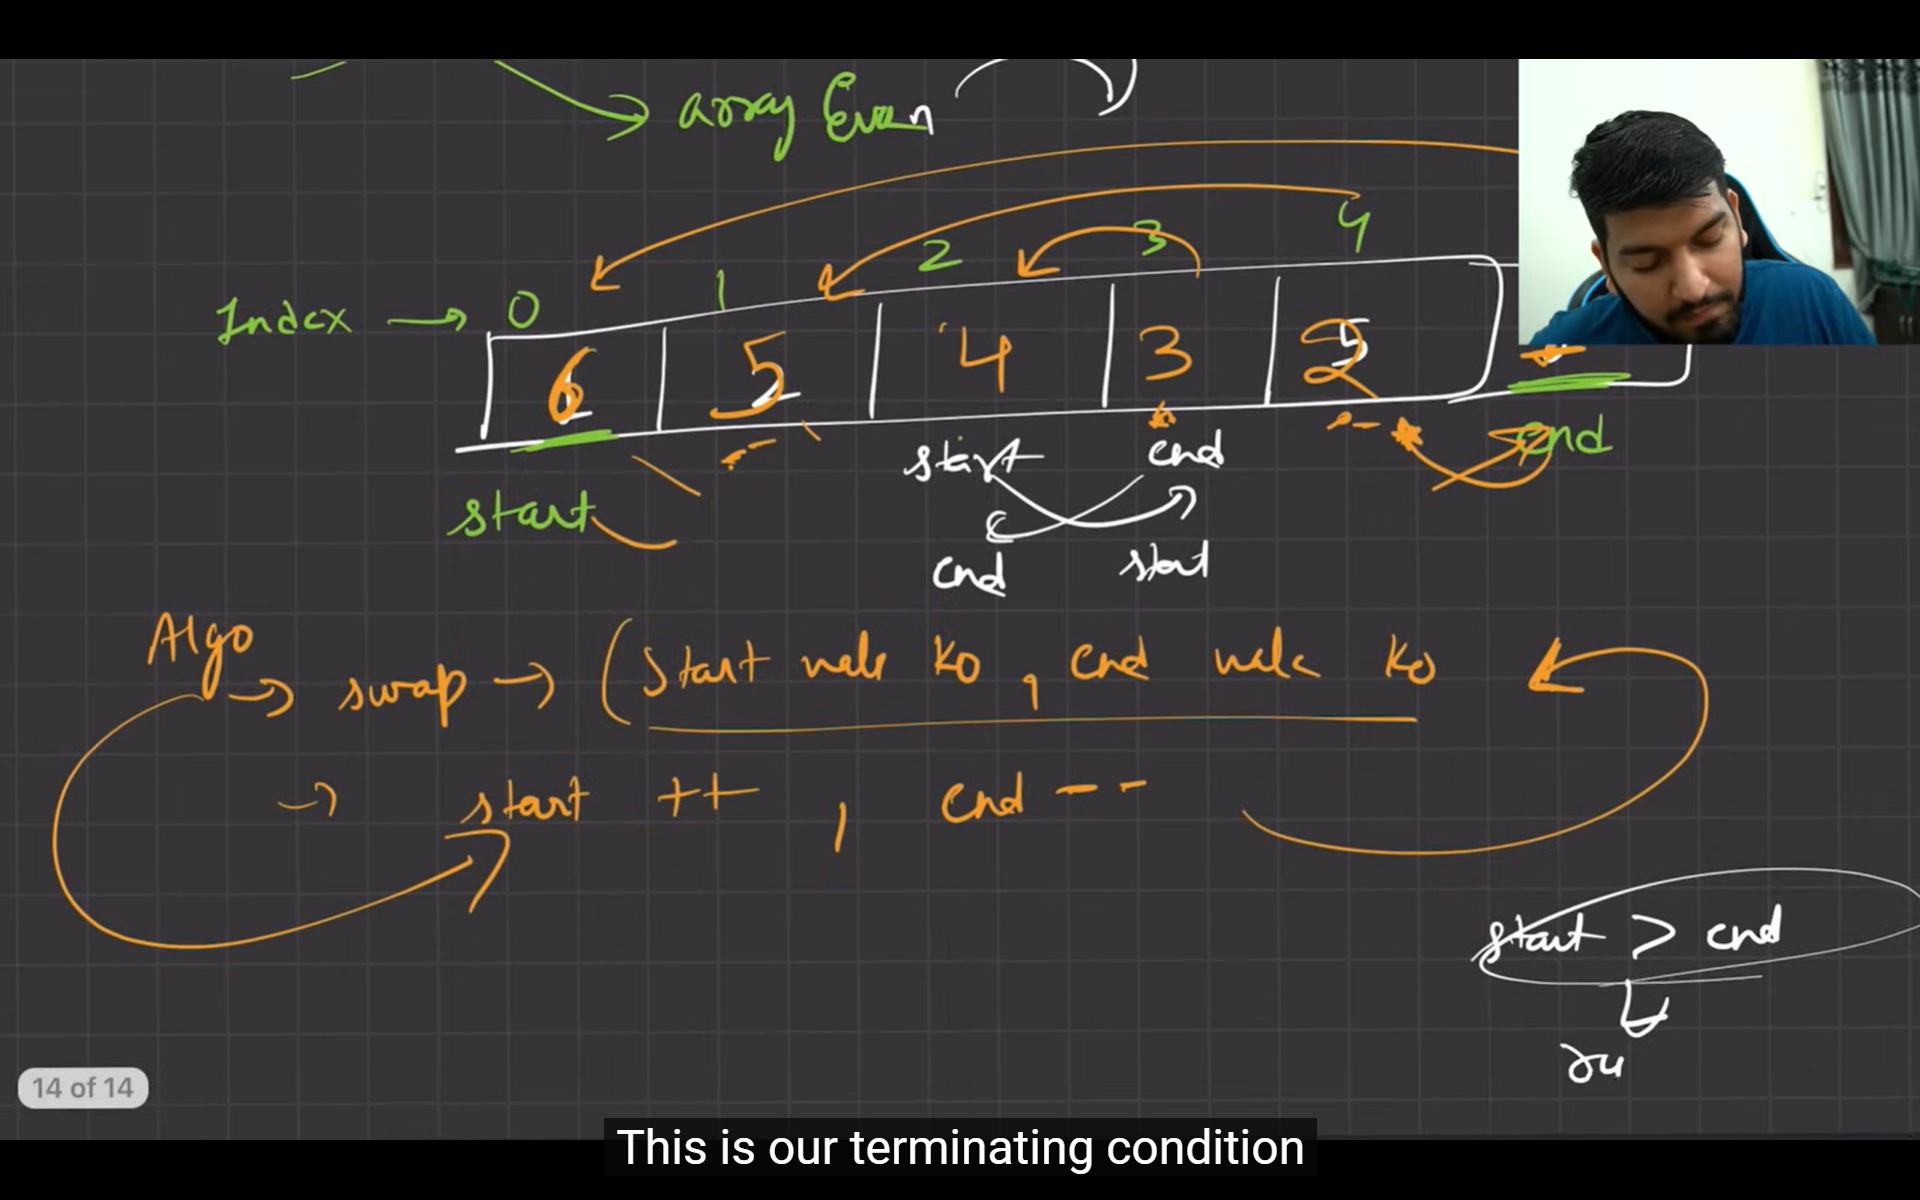 array Even
0 1 2 3 4
Index →
6 5 4 3 2
start end end
start
end start
Algo
→ swap → (start wale ko, end wale ko
→ start ++ , end --
start > end
14 of 14
This is our terminating condition